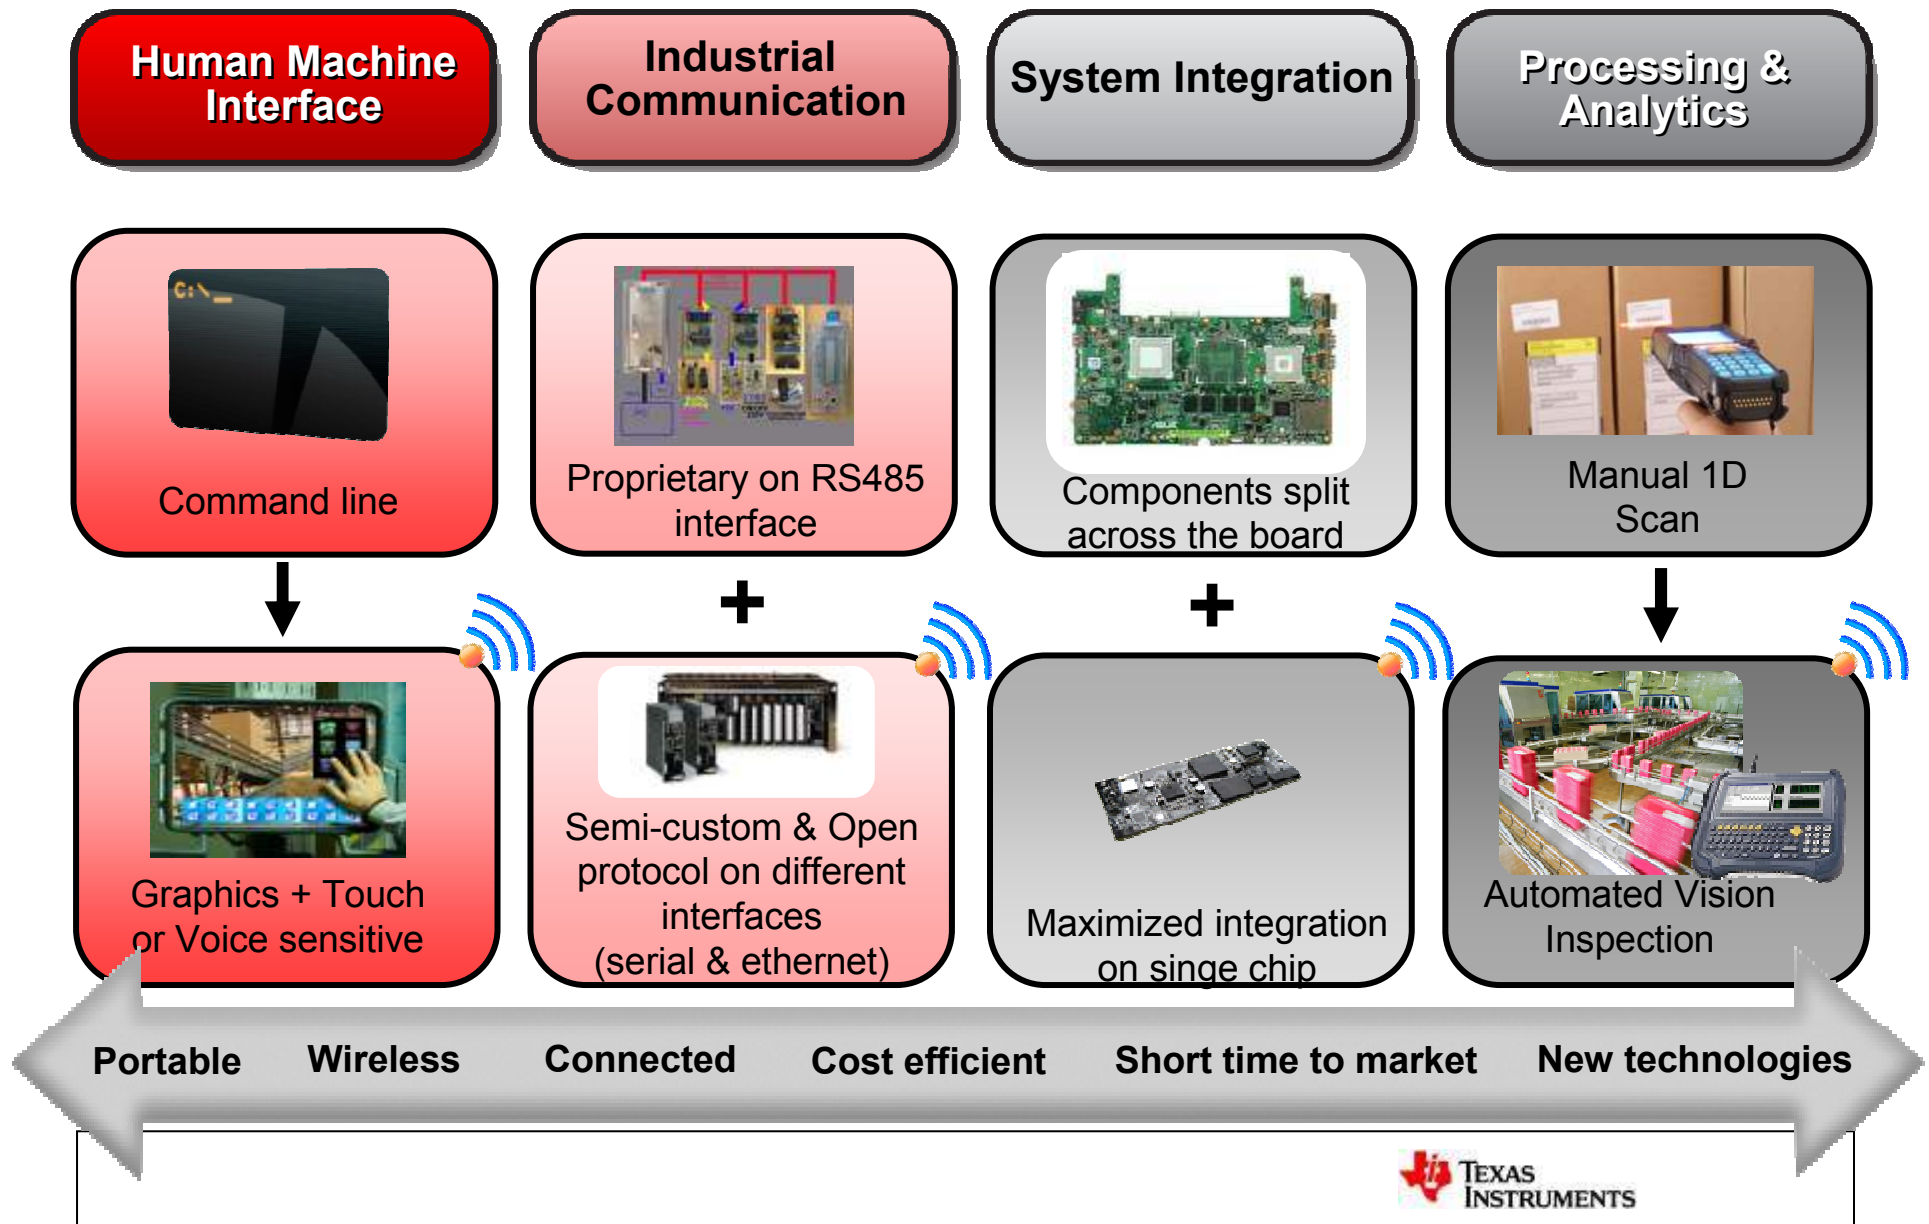 Human Machine
Interface
Industrial
Communication
System Integration
Processing &
Analytics
C:\_
Command line
Proprietary on RS485
interface
Components split
across the board
Manual 1D
Scan
Graphics + Touch
or Voice sensitive
Semi-custom & Open
protocol on different
interfaces
(serial & ethernet)
Maximized integration
on singe chip
Automated Vision
Inspection
Portable
Wireless
Connected
Cost efficient
Short time to market
New technologies
TEXAS
INSTRUMENTS